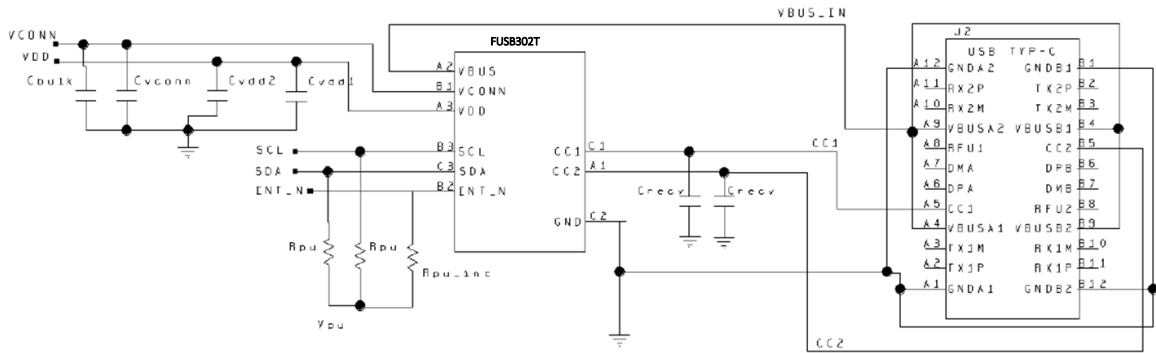 VBUS_IN
VCONN
VDD
FUSB302T
J2
USB TYP-C
Cbulk
Cvconn
Cvdd2
Cvdd1
A2 VBUS
B1 VCONN
A3 VDD
SCL B3 SCL
SDA C3 SDA
INT_N B2 INT_N
CC1 C1 CC1
CC2 A1
GND C2
Crecv
Crecv
Rpu
Rpu
Rpu_int
Vpu
A12 GNDA2 GNDB1 B1
A11 RX2P TX2P B2
A10 RX2M TX2M B3
A9 VBUSA2 VBUSB1 B4
A8 RFU1 CC2 B5
A7 DMA DPB B6
A6 DPA DMB B7
A5 CC1 RFU2 B8
A4 VBUSA1 VBUSB2 B9
A3 TX1M RX1M B10
A2 TX1P RX1P B11
A1 GNDA1 GNDB2 B12
CC2